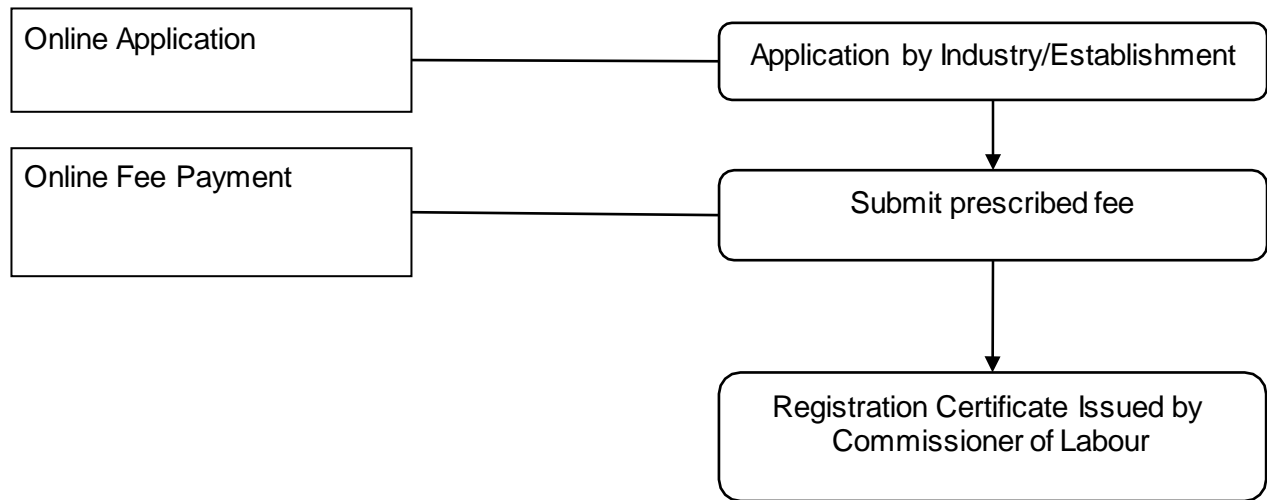 Online Application
Application by Industry/Establishment
Online Fee Payment
Submit prescribed fee
Registration Certificate Issued by
Commissioner of Labour